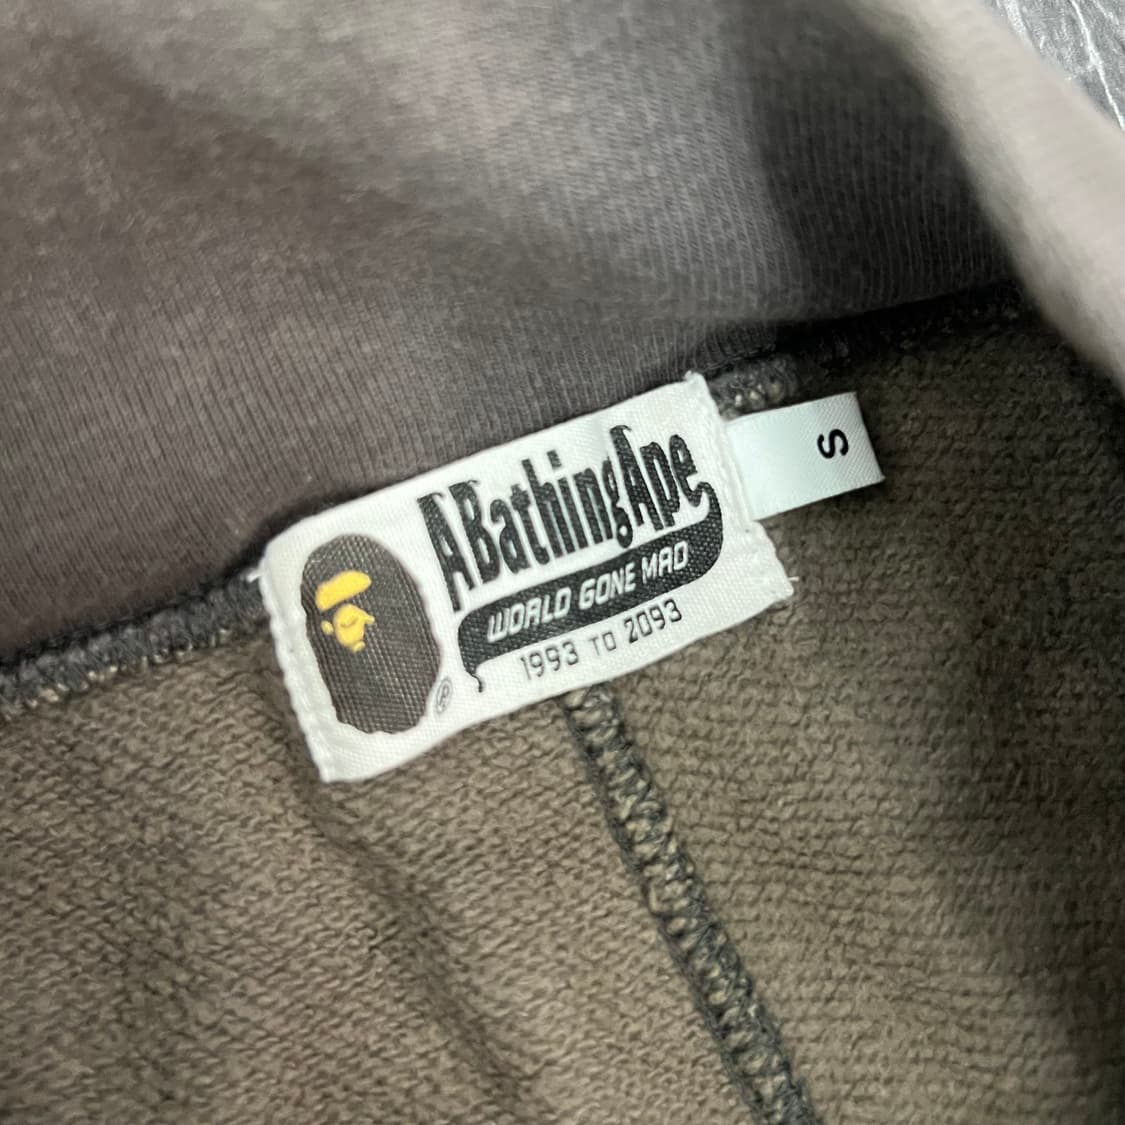 ABathingApe
WORLD GONE MAD
1993 TO 2093
®
S